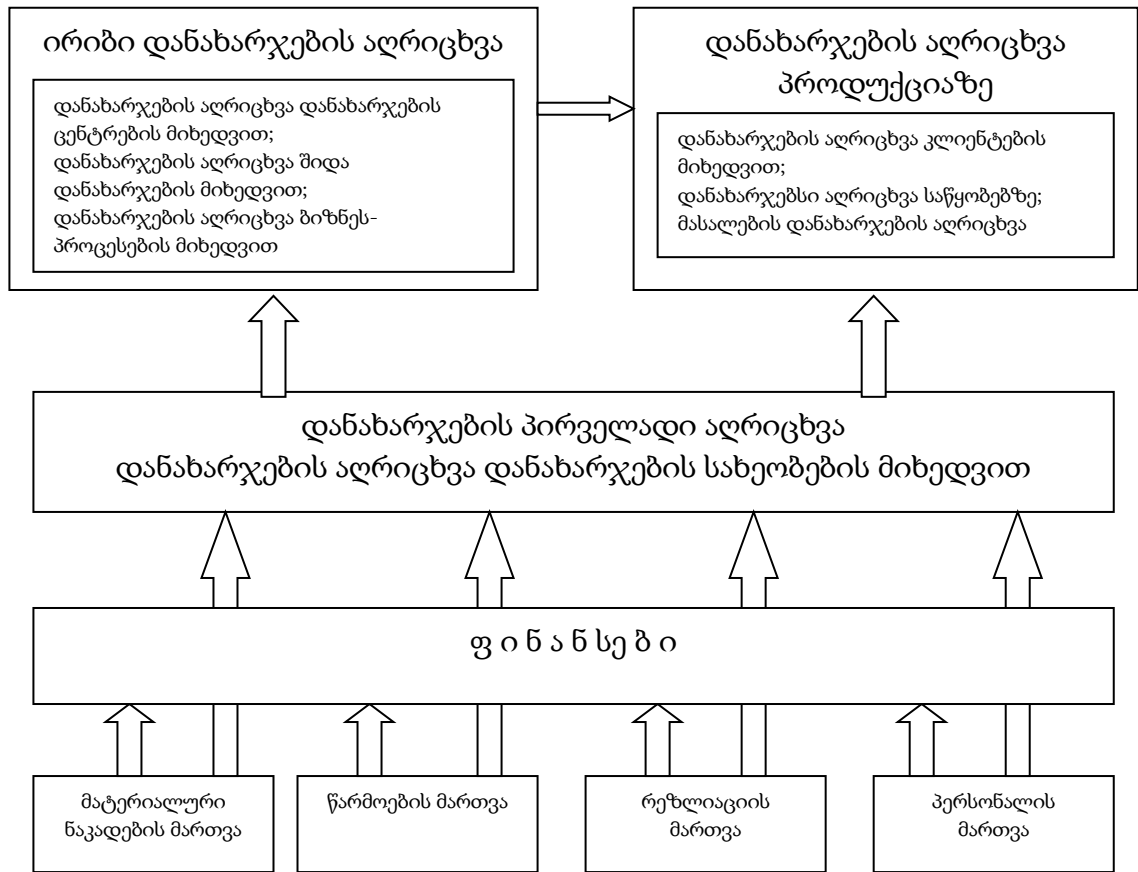 ირიბი დანახარჯების აღრიცხვა
დანახარჯების აღრიცხვა დანახარჯების
ცენტრების მიხედვით;
დანახარჯების აღრიცხვა შიდა
დანახარჯების მიხედვით;
დანახარჯების აღრიცხვა ბიზნეს-
პროცესების მიხედვით
დანახარჯების აღრიცხვა
პროდუქციაზე
დანახარჯების აღრიცხვა კლიენტების
მიხედვით;
დანახარჯებსი აღრიცხვა საწყობებზე;
მასალების დანახარჯების აღრიცხვა
დანახარჯების პირველადი აღრიცხვა
დანახარჯების აღრიცხვა დანახარჯების სახეობების მიხედვით
ფ ი ნ ა ნ სე ბ ი
მატერიალური
ნაკადების მართვა
წარმოების მართვა
რეზლიაციის
მართვა
პერსონალის
მართვა